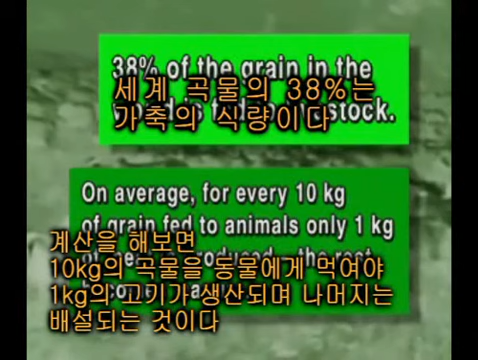 38% of the grain in the
세계 곡물의 38%는
stock.
가축의 식량이다
On average, for every 10 kg
of grain fed to animals only 1 kg
계산을 해보면
10kg의 곡물을 동물에게 먹여야
1kg의 고기가 생산되며 나머지는
배설되는 것이다